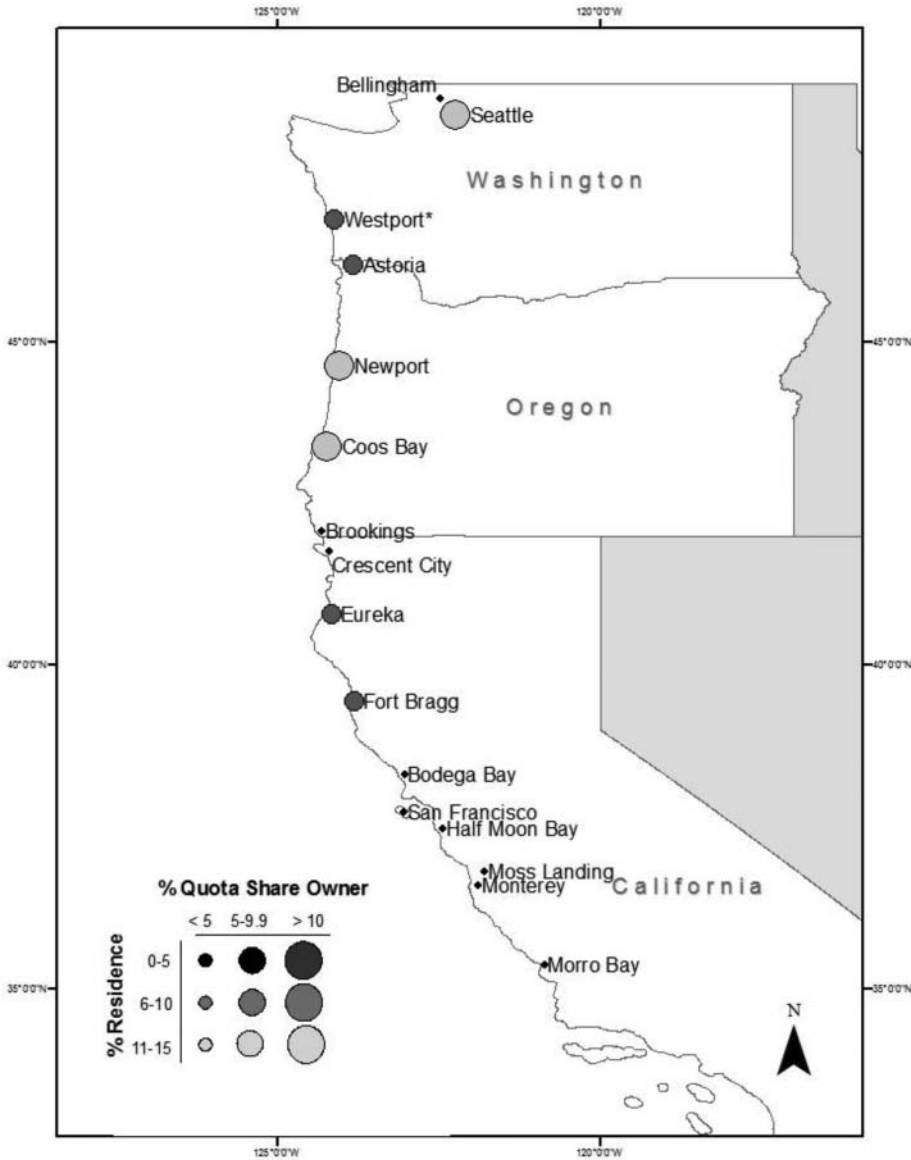 125°0'0"W 120°0'0"W
Bellingham
Seattle
Washington
Westport*
Astoria
45°0'0"N 45°0'0"N
Newport
Oregon
Coos Bay
Brookings
Crescent City
Eureka
40°0'0"N 40°0'0"N
Fort Bragg
Bodega Bay
San Francisco
Half Moon Bay
Moss Landing
Monterey
California
% Quota Share Owner
< 5 5-9.9 > 10
%Residence
0-5
6-10
11-15
Morro Bay
35°0'0"N 35°0'0"N
N
125°0'0"W 120°0'0"W